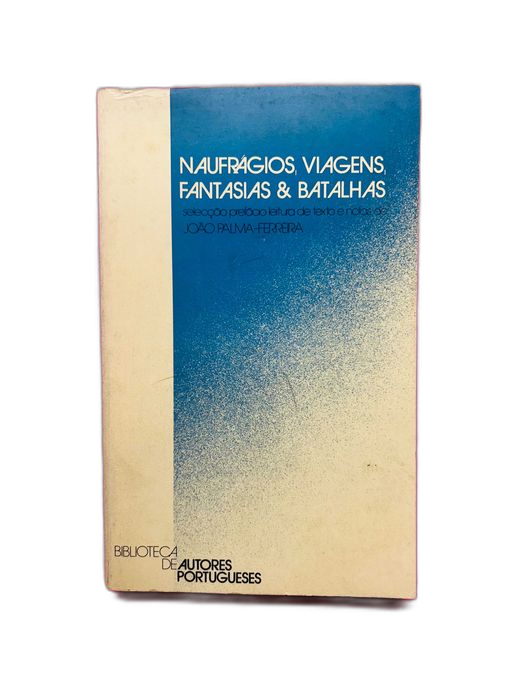 NAUFRÁGIOS, VIAGENS,
FANTASIAS & BATALHAS
selecção prefácio leitura de texto e notas de
JOÃO PALMA-FERREIRA
BIBLIOTECA
DE AUTORES
PORTUGUESES